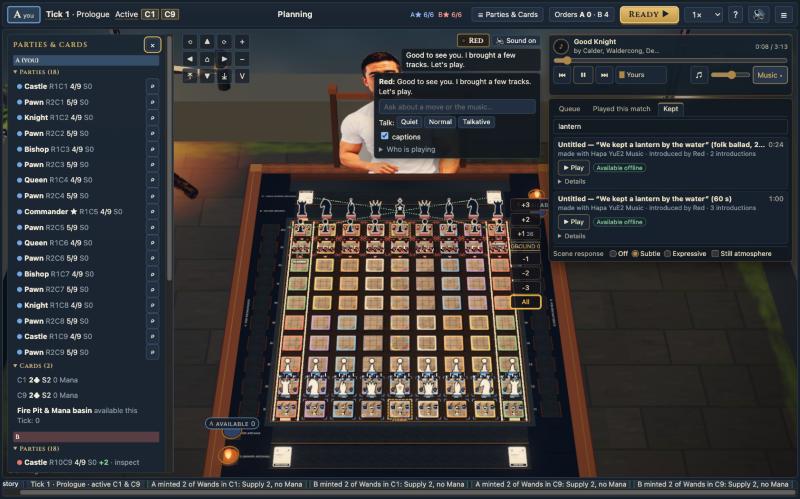 A you
Tick 1 · Prologue Active C1 C9
Planning
A★ 6/6 B★ 6/6
≡ Parties & Cards
Orders A 0 · B 4
READY ▶
1×
?
PARTIES & CARDS
×
A (YOU)
▾ PARTIES (18)
Castle R1C1 4/9 S0
Pawn R2C1 5/9 S0
Knight R1C2 4/9 S0
Pawn R2C2 5/9 S0
Bishop R1C3 4/9 S0
Pawn R2C3 5/9 S0
Queen R1C4 4/9 S0
Pawn R2C4 5/9 S0
Commander ★ R1C5 4/9 S0
Pawn R2C5 5/9 S0
Queen R1C6 4/9 S0
Pawn R2C6 5/9 S0
Bishop R1C7 4/9 S0
Pawn R2C7 5/9 S0
Knight R1C8 4/9 S0
Pawn R2C8 5/9 S0
Castle R1C9 4/9 S0
Pawn R2C9 5/9 S0
▾ CARDS (2)
C1 2♣ S2 0 Mana
C9 2♣ S2 0 Mana
Fire Pit & Mana basin available this
Tick: 0
B
▾ PARTIES (18)
Castle R10C9 4/9 S0 +2 · inspect
RED
Sound on
Good to see you. I brought a few
tracks. Let's play.
Red: Good to see you. I brought a few
tracks. Let's play.
Ask about a move or the music...
Talk: Quiet Normal Talkative
captions
▸ Who is playing
+3
+2
+1
GROUND 0
-1
-2
-3
All
A AVAILABLE 0
Good Knight
by Calder, Waldercong, De...
0:08 / 3:13
Yours
Music ›
Queue Played this match Kept
lantern
Untitled — “We kept a lantern by the water” (folk ballad, 2... 0:24
made with Hapa YuE2 Music · Introduced by Red · 2 introductions
▶ Play Available offline
▸ Details
Untitled — “We kept a lantern by the water” (60 s) 1:00
made with Hapa YuE2 Music · Introduced by Red · 3 introductions
▶ Play Available offline
▸ Details
Scene response Off Subtle Expressive Still atmosphere
story Tick 1 · Prologue · active C1 & C9 A minted 2 of Wands in C1: Supply 2, no Mana B minted 2 of Wands in C1: Supply 2, no Mana A minted 2 of Wands in C9: Supply 2, no Mana B minted 2 of Wands in C9: Supply 2, no Mana